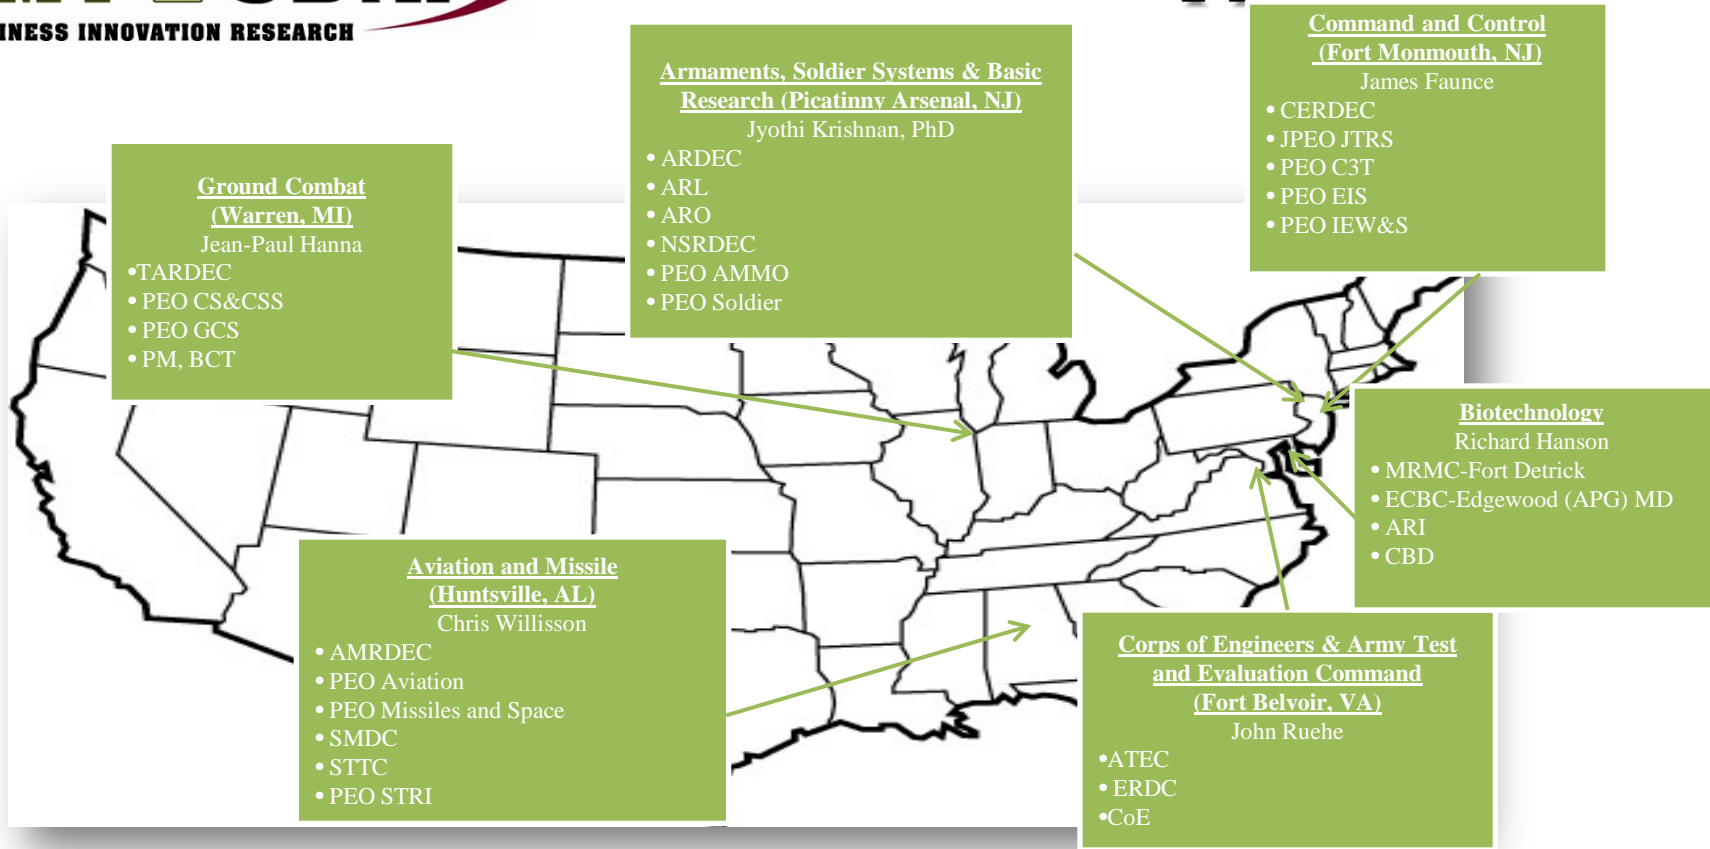 BUSINESS INNOVATION RESEARCH
Command and Control
(Fort Monmouth, NJ)
James Faunce
• CERDEC
• JPEO JTRS
• PEO C3T
• PEO EIS
• PEO IEW&S
Armaments, Soldier Systems & Basic
Research (Picatinny Arsenal, NJ)
Jyothi Krishnan, PhD
• ARDEC
• ARL
• ARO
• NSRDEC
• PEO AMMO
• PEO Soldier
Ground Combat
(Warren, MI)
Jean-Paul Hanna
•TARDEC
• PEO CS&CSS
• PEO GCS
• PM, BCT
Biotechnology
Richard Hanson
• MRMC-Fort Detrick
• ECBC-Edgewood (APG) MD
• ARI
• CBD
Aviation and Missile
(Huntsville, AL)
Chris Willisson
• AMRDEC
• PEO Aviation
• PEO Missiles and Space
• SMDC
• STTC
• PEO STRI
Corps of Engineers & Army Test
and Evaluation Command
(Fort Belvoir, VA)
John Ruehe
•ATEC
• ERDC
•CoE